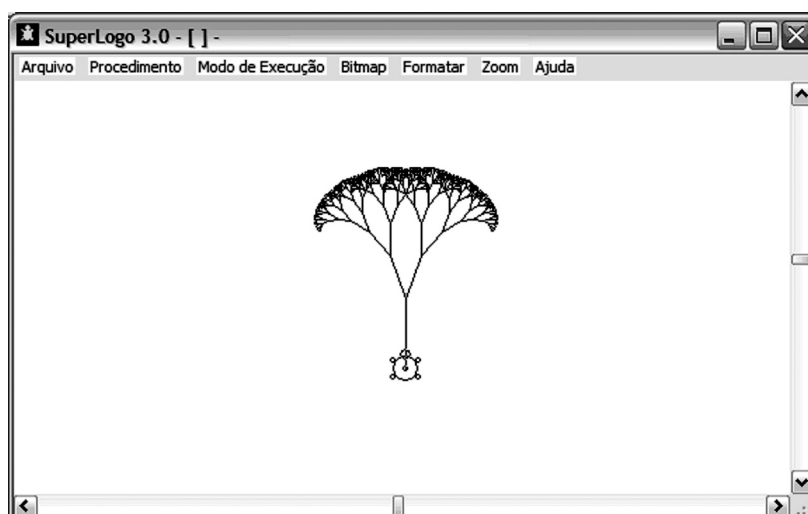 SuperLogo 3.0 - [ ] -
Arquivo Procedimento Modo de Execução Bitmap Formatar Zoom Ajuda